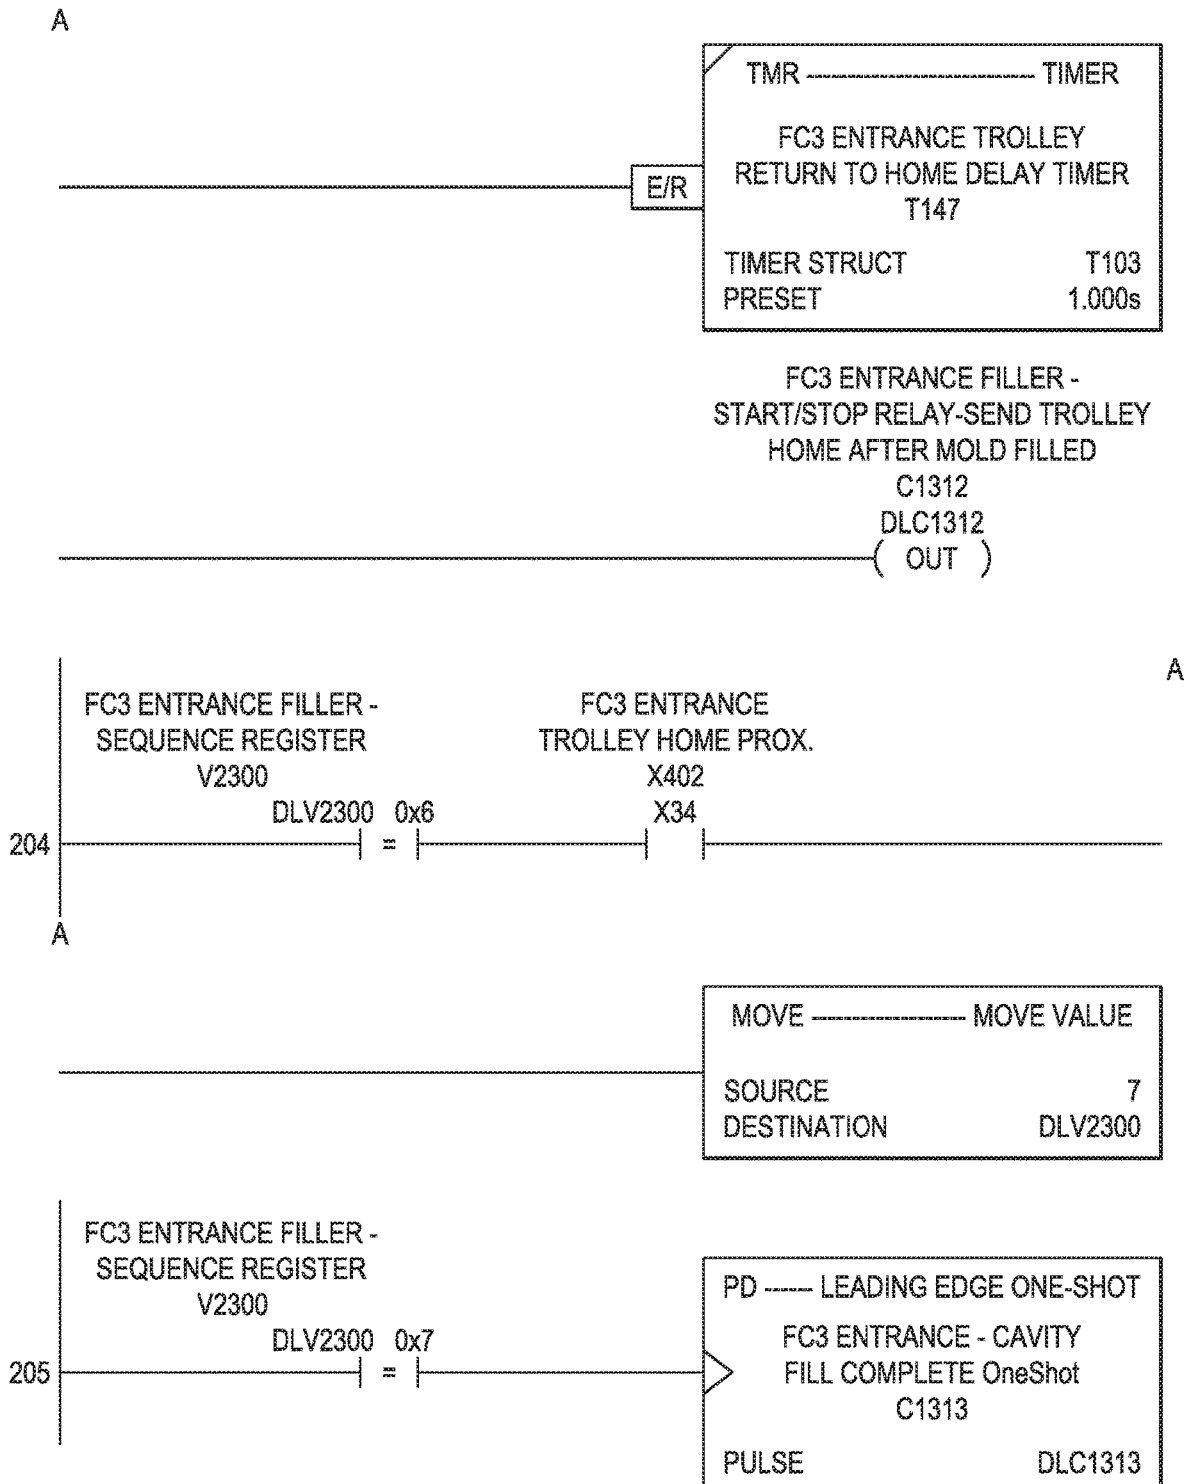 A
TMR ---------- TIMER
FC3 ENTRANCE TROLLEY
RETURN TO HOME DELAY TIMER
T147
E/R
TIMER STRUCT T103
PRESET 1.000s
FC3 ENTRANCE FILLER -
START/STOP RELAY-SEND TROLLEY
HOME AFTER MOLD FILLED
C1312
DLC1312
( OUT )
A
FC3 ENTRANCE FILLER -
SEQUENCE REGISTER
V2300
DLV2300 0x6
=
FC3 ENTRANCE
TROLLEY HOME PROX.
X402
X34
204
A
MOVE ---------- MOVE VALUE
SOURCE 7
DESTINATION DLV2300
FC3 ENTRANCE FILLER -
SEQUENCE REGISTER
V2300
DLV2300 0x7
=
205
PD ----- LEADING EDGE ONE-SHOT
FC3 ENTRANCE - CAVITY
FILL COMPLETE OneShot
C1313
PULSE DLC1313